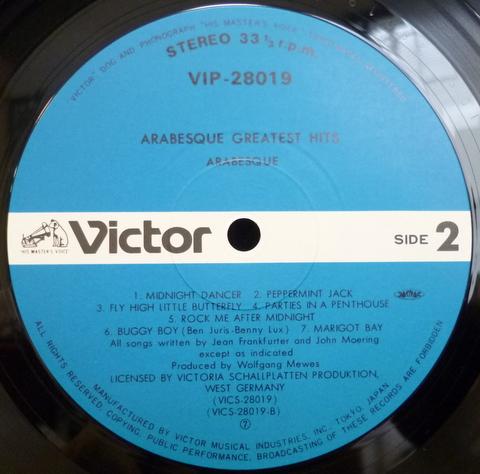 VICTOR" DOG AND PHONOGRAPH "HIS MASTER'S VOICE" TRADEMARKS REGISTERED
STEREO 33 1/3 r.p.m.
VIP-28019
ARABESQUE GREATEST HITS
ARABESQUE
"HIS MASTER'S VOICE"
Victor
SIDE 2
1. MIDNIGHT DANCER 2. PEPPERMINT JACK
3. FLY HIGH LITTLE BUTTERFLY 4. PARTIES IN A PENTHOUSE
5. ROCK ME AFTER MIDNIGHT
6. BUGGY BOY (Ben Juris-Benny Lux) 7. MARIGOT BAY
All songs written by Jean Frankfurter and John Moering
except as indicated
Produced by Wolfgang Mewes
LICENSED BY VICTORIA SCHALLPLATTEN PRODUKTION,
WEST GERMANY
(VICS-28019)
(VICS-28019-B)
7
MANUFACTURED BY VICTOR MUSICAL INDUSTRIES, INC., TOKYO, JAPAN
ALL RIGHTS RESERVED. COPYING, PUBLIC PERFORMANCE, BROADCASTING OF THESE RECORDS ARE FORBIDDEN.